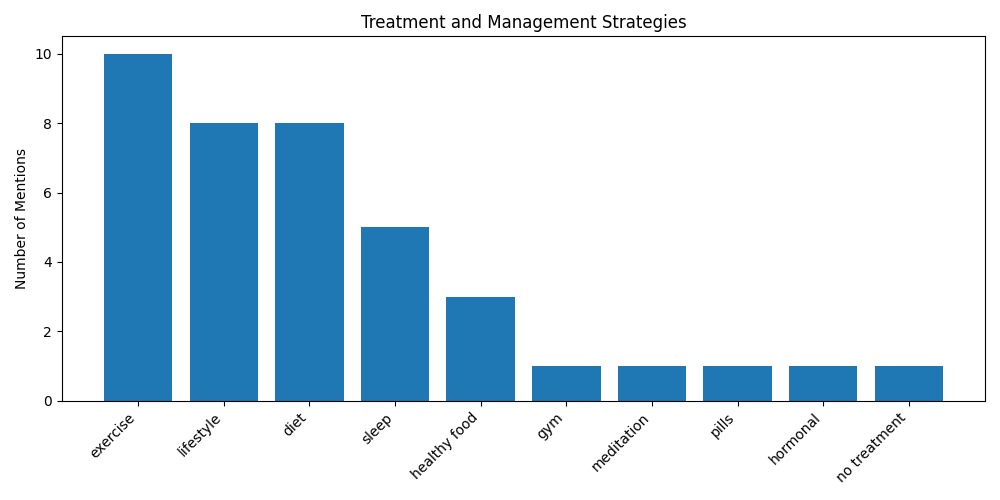 Treatment and Management Strategies
Number of Mentions
10
8
6
4
2
0
exercise
lifestyle
diet
sleep
healthy food
gym
meditation
pills
hormonal
no treatment